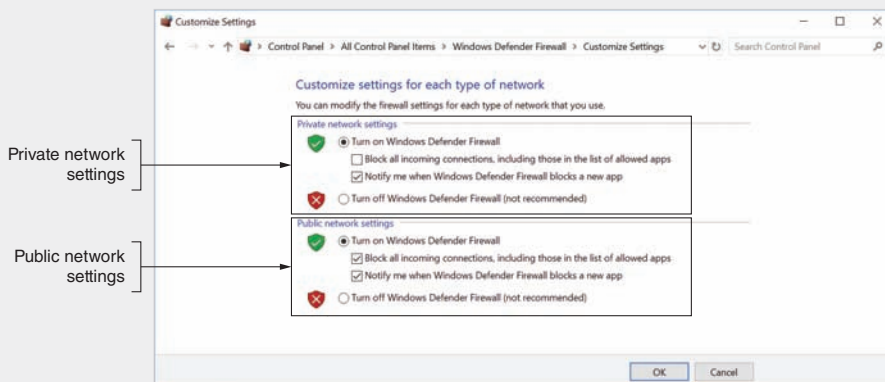 Customize Settings
Control Panel > All Control Panel Items > Windows Defender Firewall > Customize Settings
Search Control Panel
Customize settings for each type of network
You can modify the firewall settings for each type of network that you use.
Private network settings
Turn on Windows Defender Firewall
Block all incoming connections, including those in the list of allowed apps
Notify me when Windows Defender Firewall blocks a new app
Turn off Windows Defender Firewall (not recommended)
Private network
settings
Public network settings
Turn on Windows Defender Firewall
Block all incoming connections, including those in the list of allowed apps
Notify me when Windows Defender Firewall blocks a new app
Turn off Windows Defender Firewall (not recommended)
Public network
settings
OK
Cancel